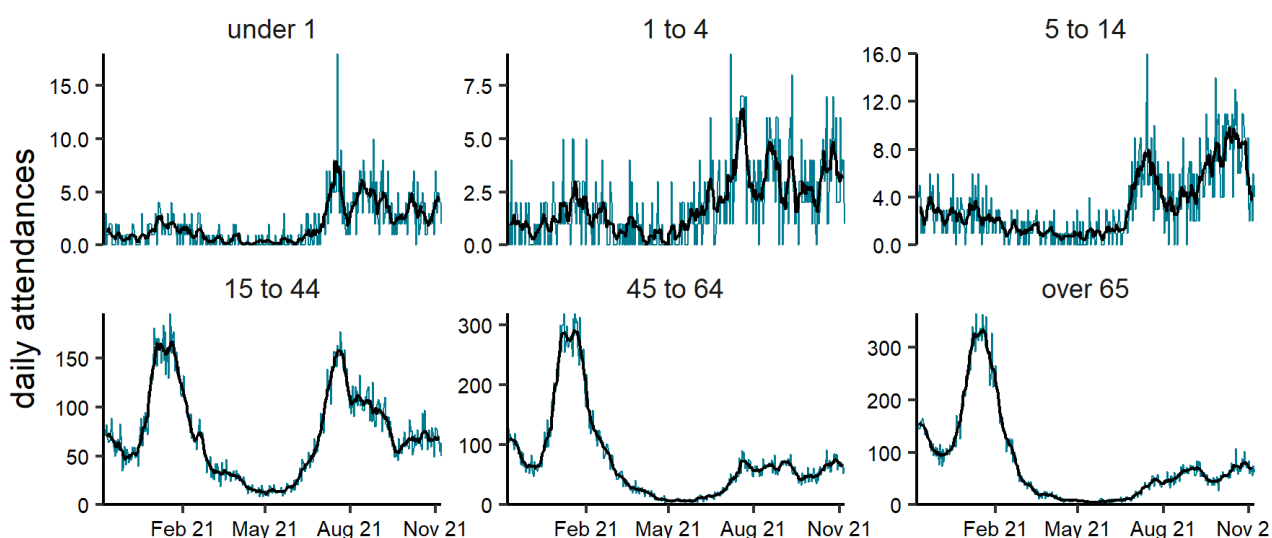 under 1
1 to 4
5 to 14
15.0
10.0
5.0
0.0
7.5
5.0
2.5
0.0
16.0
12.0
8.0
4.0
0.0
daily attendances
15 to 44
45 to 64
over 65
150
100
50
0
300
200
100
0
300
200
100
0
Feb 21 May 21 Aug 21 Nov 21
Feb 21 May 21 Aug 21 Nov 21
Feb 21 May 21 Aug 21 Nov 2